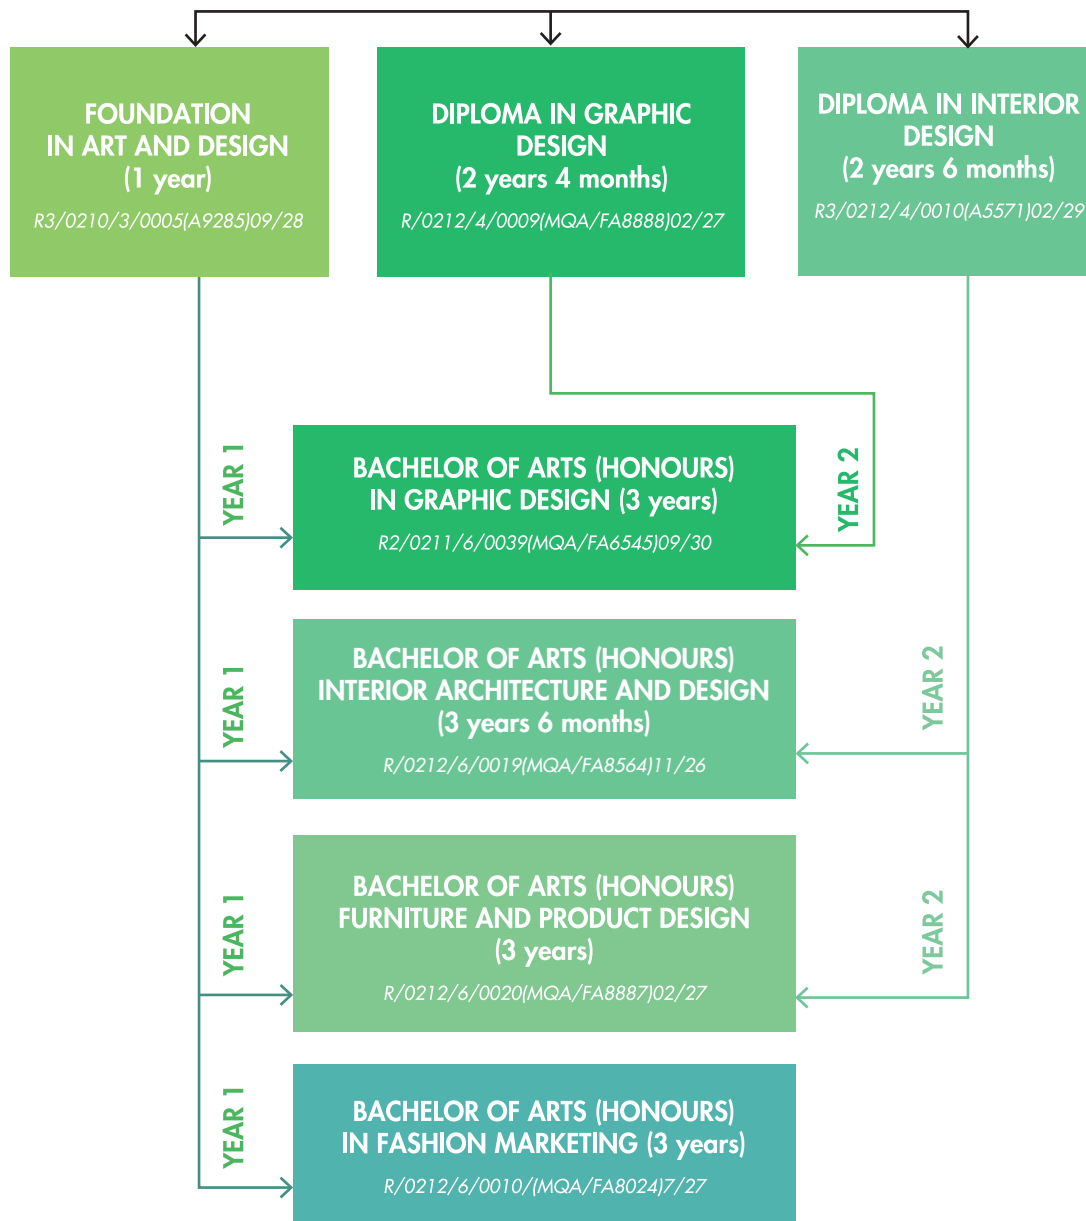 FOUNDATION
IN ART AND DESIGN
(1 year)
R3/0210/3/0005(A9285)09/28
DIPLOMA IN GRAPHIC
DESIGN
(2 years 4 months)
R/0212/4/0009(MQA/FA8888)02/27
DIPLOMA IN INTERIOR
DESIGN
(2 years 6 months)
R3/0212/4/0010(A5571)02/29
YEAR 1
BACHELOR OF ARTS (HONOURS)
IN GRAPHIC DESIGN (3 years)
R2/0211/6/0039(MQA/FA6545)09/30
YEAR 2
YEAR 1
BACHELOR OF ARTS (HONOURS)
INTERIOR ARCHITECTURE AND DESIGN
(3 years 6 months)
R/0212/6/0019(MQA/FA8564)11/26
YEAR 2
YEAR 1
BACHELOR OF ARTS (HONOURS)
FURNITURE AND PRODUCT DESIGN
(3 years)
R/0212/6/0020(MQA/FA8887)02/27
YEAR 2
YEAR 1
BACHELOR OF ARTS (HONOURS)
IN FASHION MARKETING (3 years)
R/0212/6/0010/(MQA/FA8024)7/27